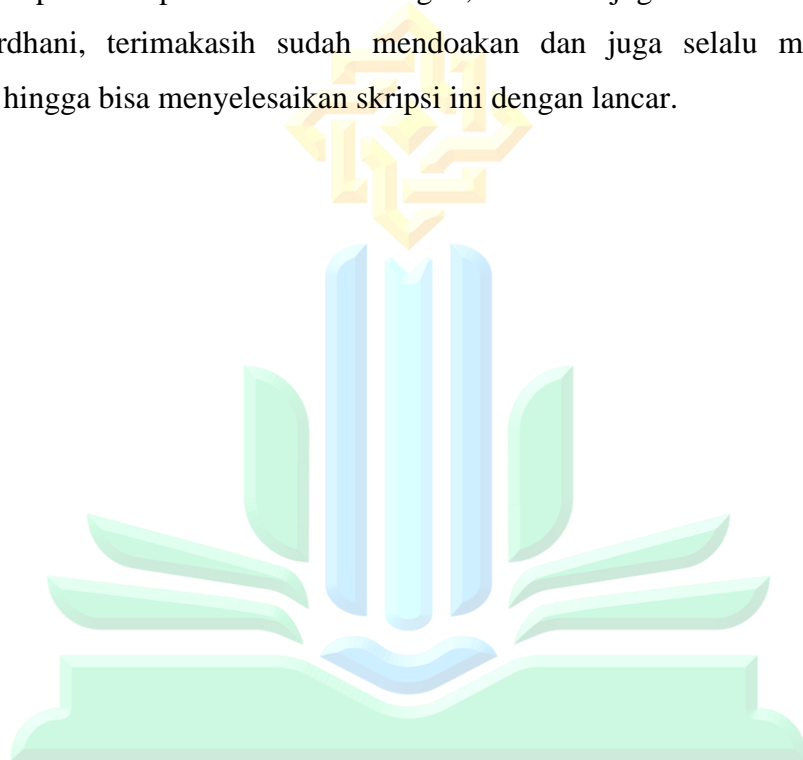 rdhani, terimakasih sudah mendoakan dan juga selalu m
hingga bisa menyelesaikan skripsi ini dengan lancar.